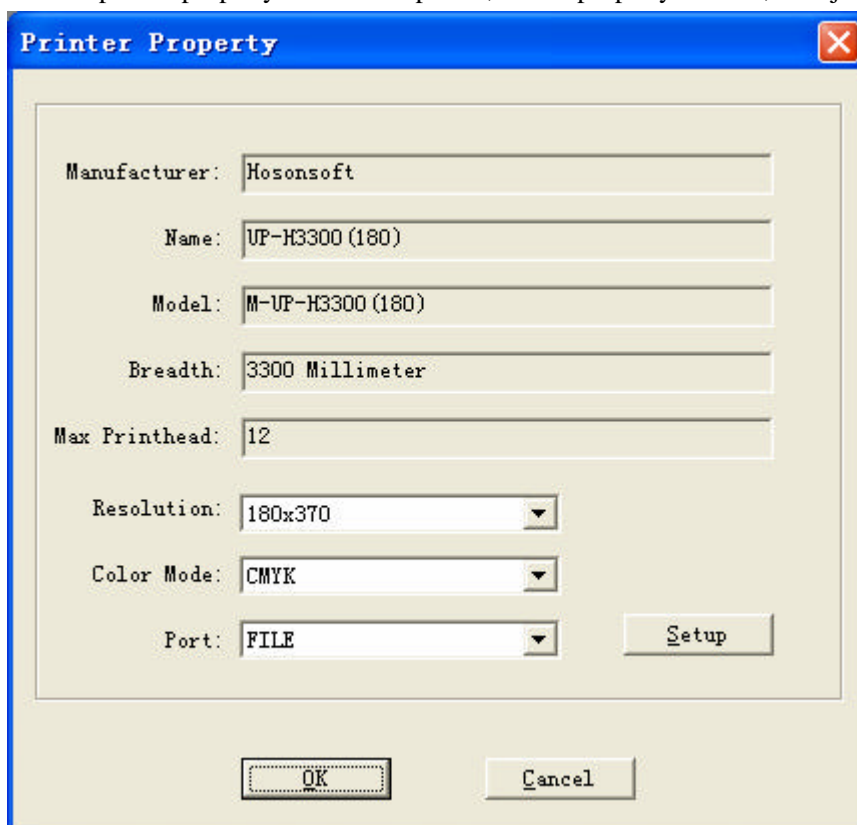 Printer Property
Manufacturer: Hosonsoft
Name: UP-H3300(180)
Model: M-UP-H3300(180)
Breadth: 3300 Millimeter
Max Printhead: 12
Resolution: 180x370
Color Mode: CMYK
Port: FILE Setup
OK Cancel